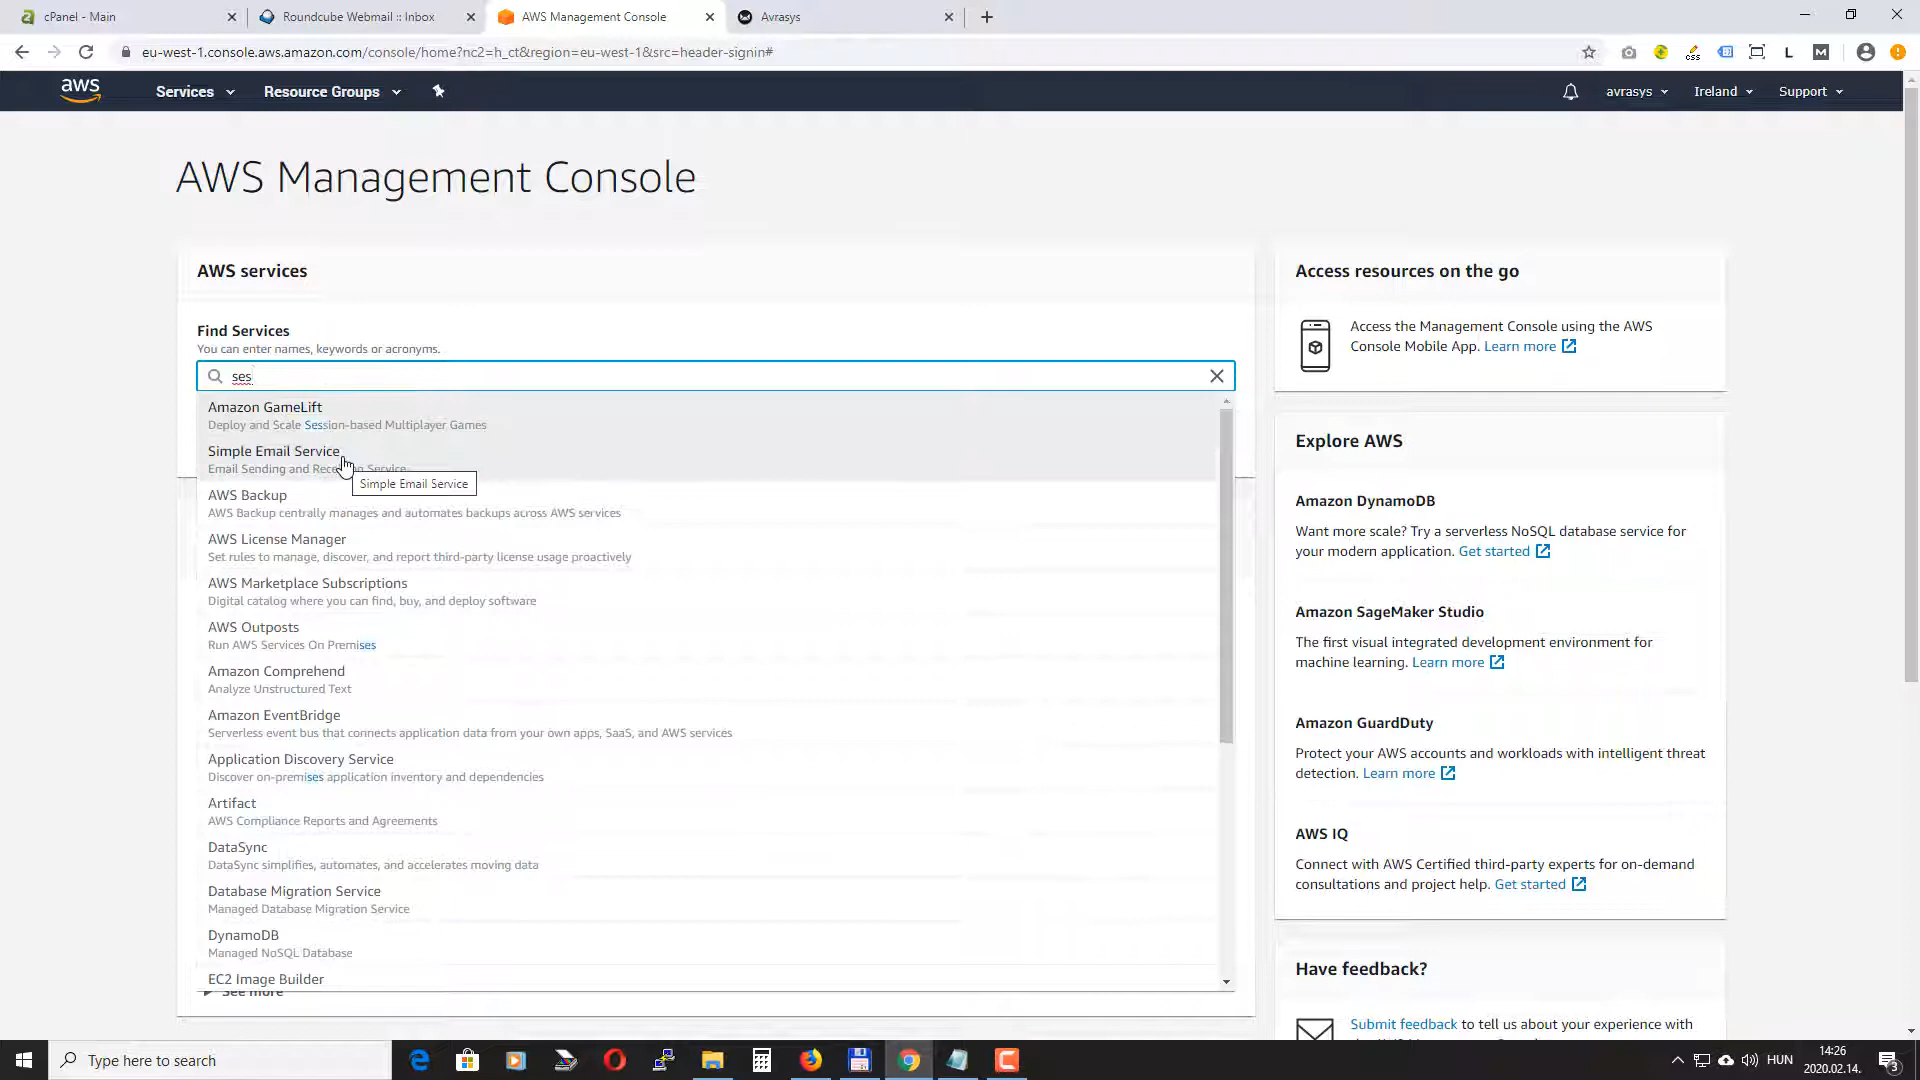 cPanel - Main
Roundcube Webmail :: Inbox
AWS Management Console
Avrasys
eu-west-1.console.aws.amazon.com/console/home?nc2=h_ct&region=eu-west-1&src=header-signin#
css
L
M
aws
Services
Resource Groups
avrasys
Ireland
Support
AWS Management Console
AWS services
Find Services
You can enter names, keywords or acronyms.
ses
Amazon GameLift
Deploy and Scale Session-based Multiplayer Games
Simple Email Service
Email Sending and Service
Simple Email Service
AWS Backup
AWS Backup centrally manages and automates backups across AWS services
AWS License Manager
Set rules to manage, discover, and report third-party license usage proactively
AWS Marketplace Subscriptions
Digital catalog where you can find, buy, and deploy software
AWS Outposts
Run AWS Services On Premises
Amazon Comprehend
Analyze Unstructured Text
Amazon EventBridge
Serverless event bus that connects application data from your own apps, SaaS, and AWS services
Application Discovery Service
Discover on-premises application inventory and dependencies
Artifact
AWS Compliance Reports and Agreements
DataSync
DataSync simplifies, automates, and accelerates moving data
Database Migration Service
Managed Database Migration Service
DynamoDB
Managed NoSQL Database
EC2 Image Builder
See more
Access resources on the go
Access the Management Console using the AWS
Console Mobile App. Learn more
Explore AWS
Amazon DynamoDB
Want more scale? Try a serverless NoSQL database service for
your modern application. Get started
Amazon SageMaker Studio
The first visual integrated development environment for
machine learning. Learn more
Amazon GuardDuty
Protect your AWS accounts and workloads with intelligent threat
detection. Learn more
AWS IQ
Connect with AWS Certified third-party experts for on-demand
consultations and project help. Get started
Have feedback?
Submit feedback to tell us about your experience with
Type here to search
HUN
14:26
2020.02.14.
3